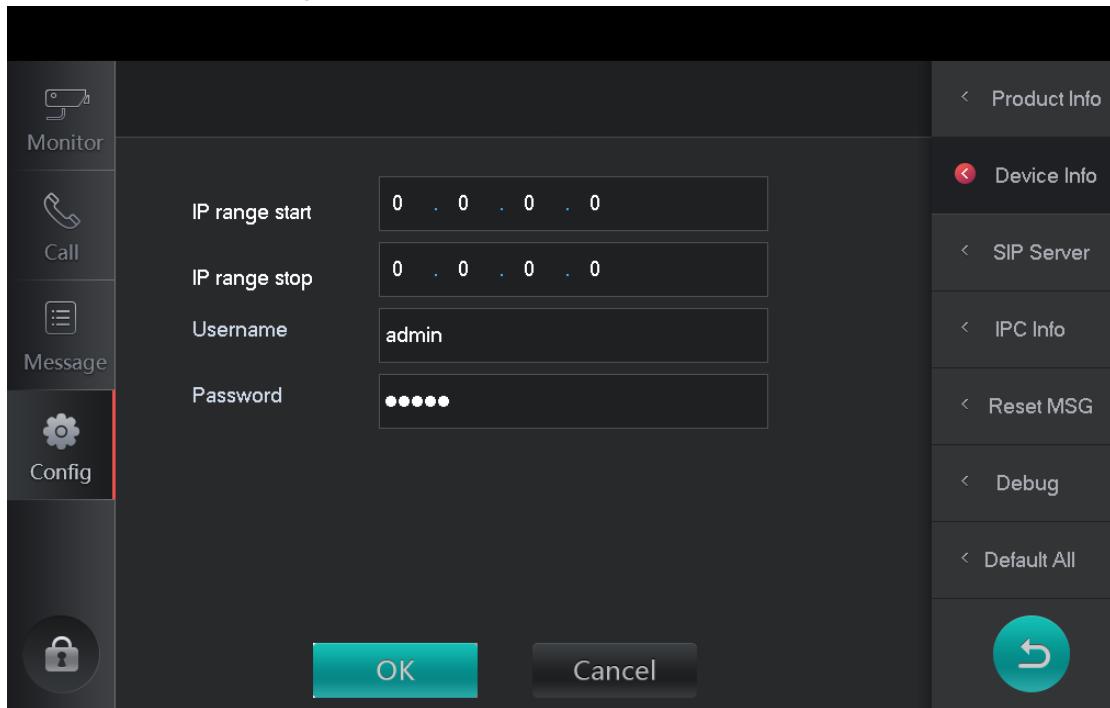 Monitor
Call
Message
Config
IP range start
0 . 0 . 0 . 0
IP range stop
0 . 0 . 0 . 0
Username
admin
Password
●●●●●
OK
Cancel
Product Info
Device Info
SIP Server
IPC Info
Reset MSG
Debug
Default All